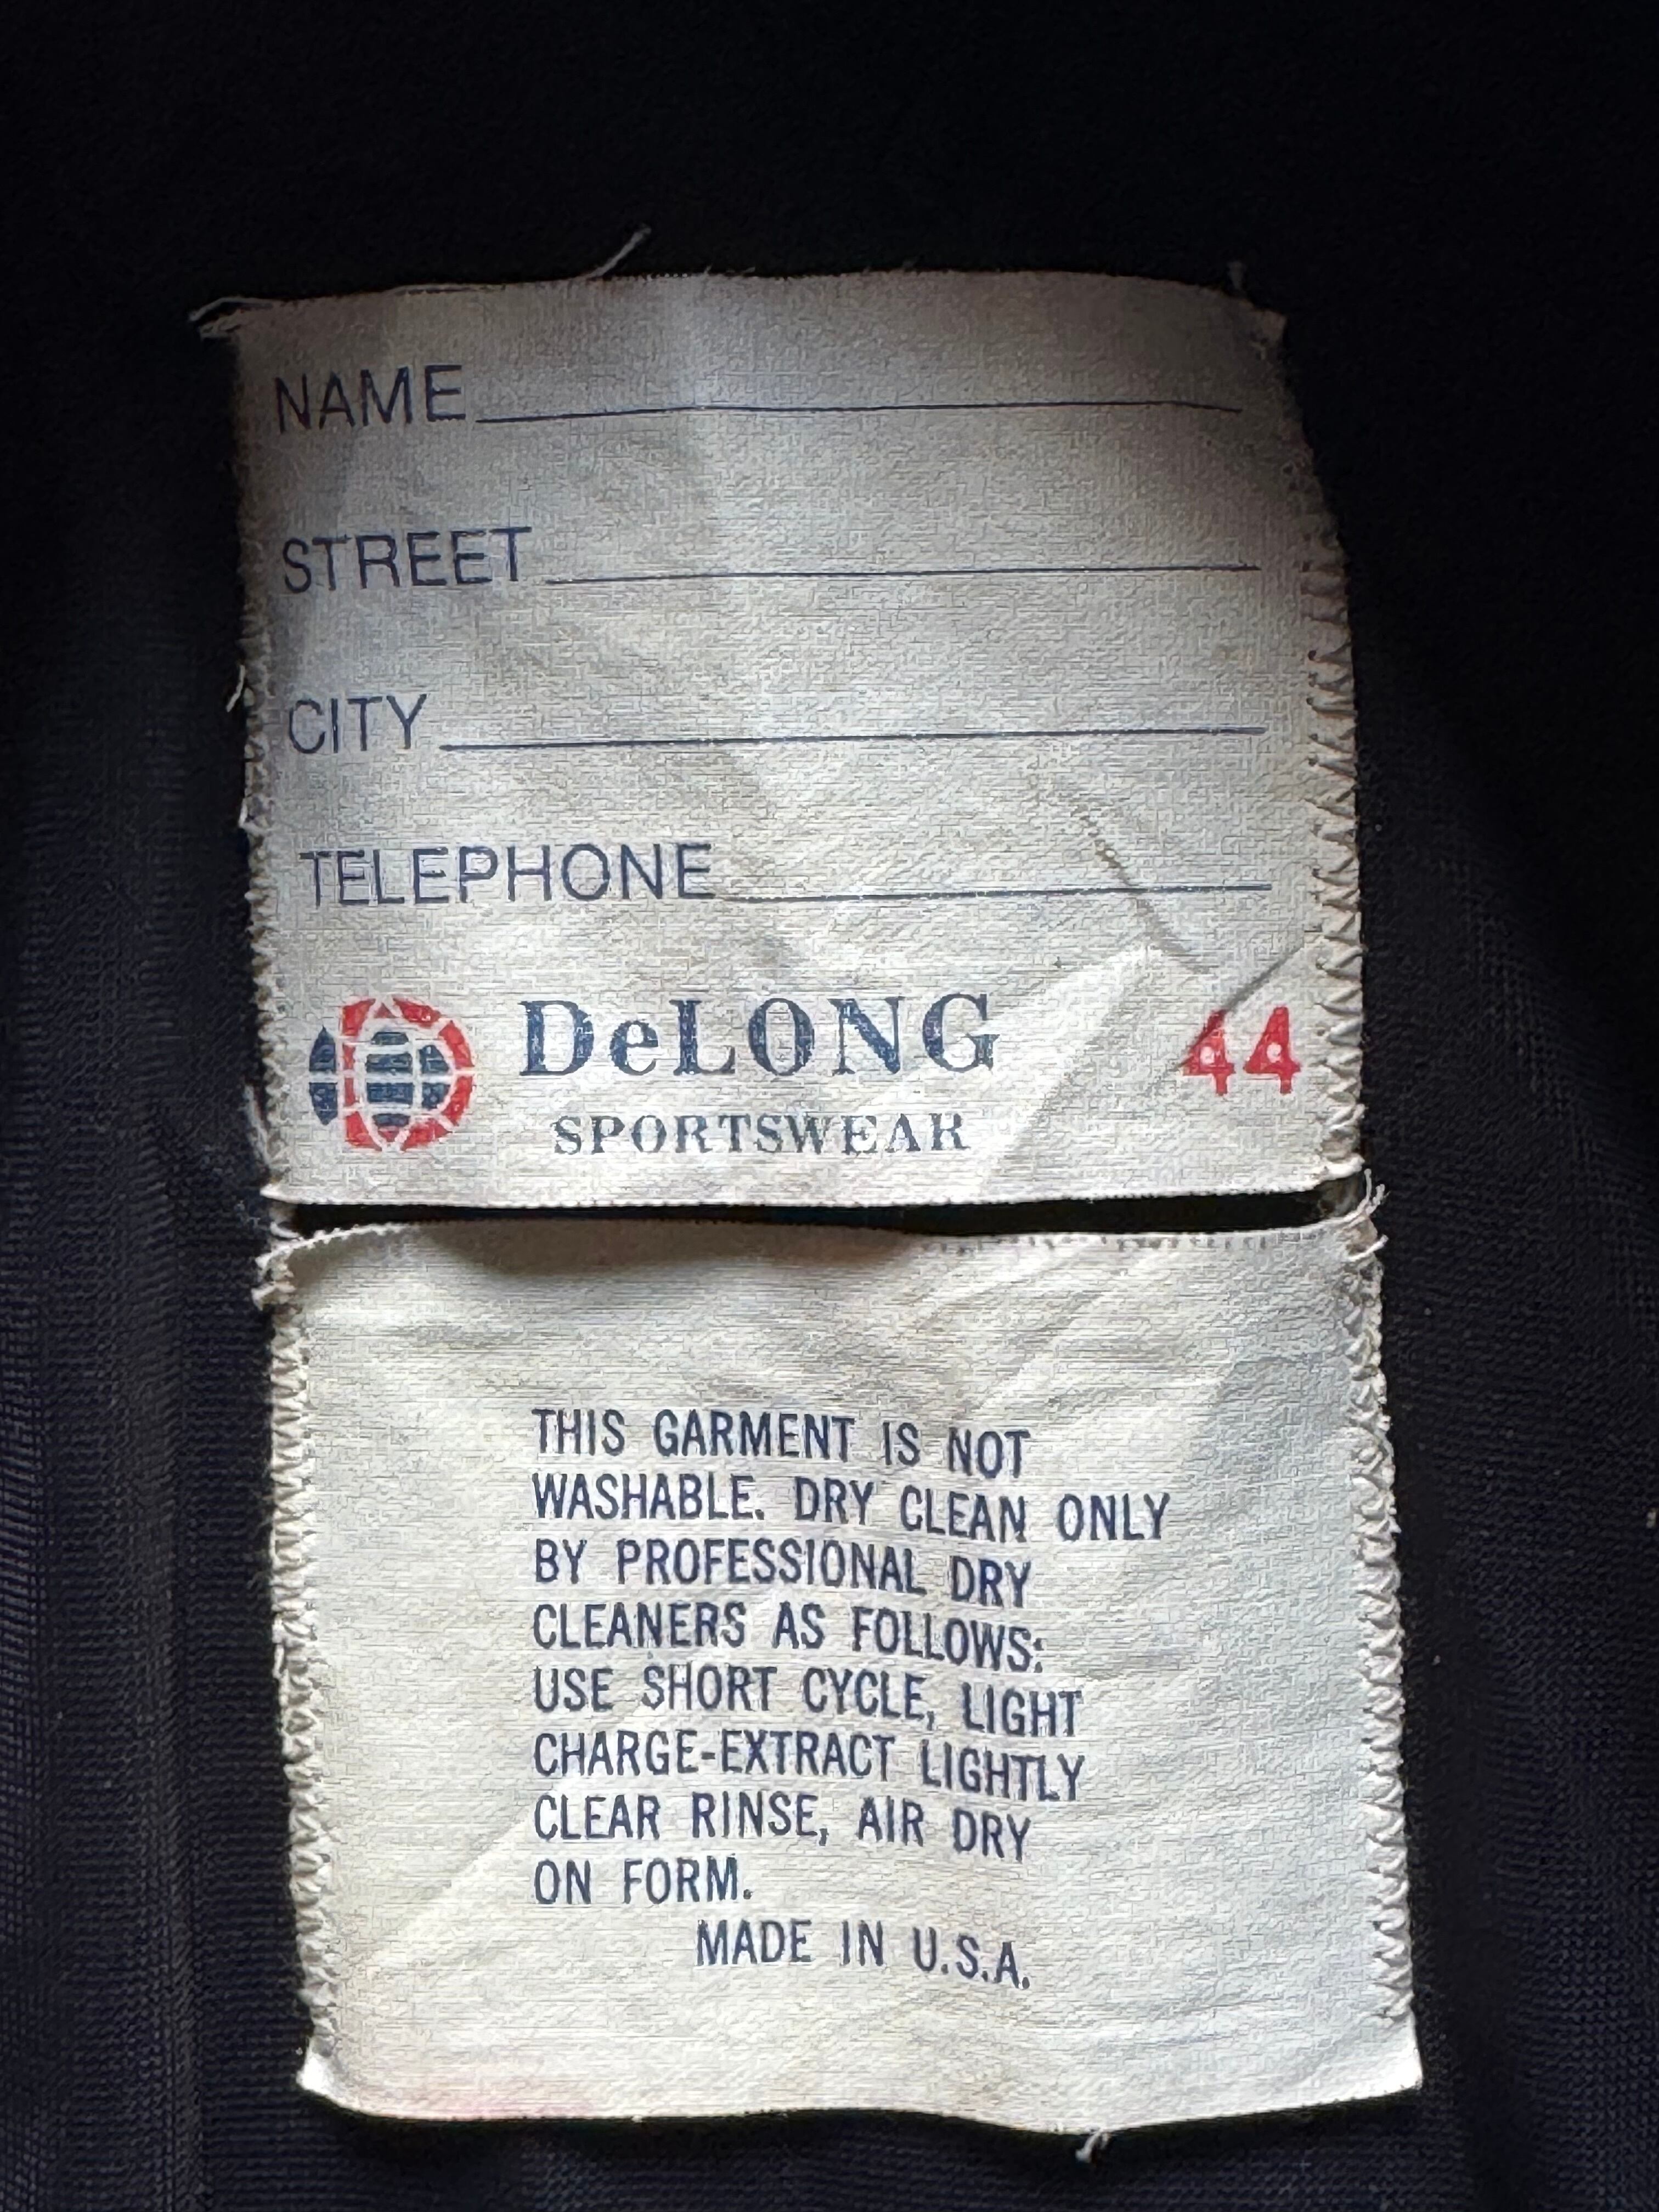 NAME
STREET
CITY
TELEPHONE
DeLONG 44
SPORTSWEAR
THIS GARMENT IS NOT
WASHABLE. DRY CLEAN ONLY
BY PROFESSIONAL DRY
CLEANERS AS FOLLOWS:
USE SHORT CYCLE, LIGHT
CHARGE-EXTRACT LIGHTLY
CLEAR RINSE, AIR DRY
ON FORM.
MADE IN U.S.A.